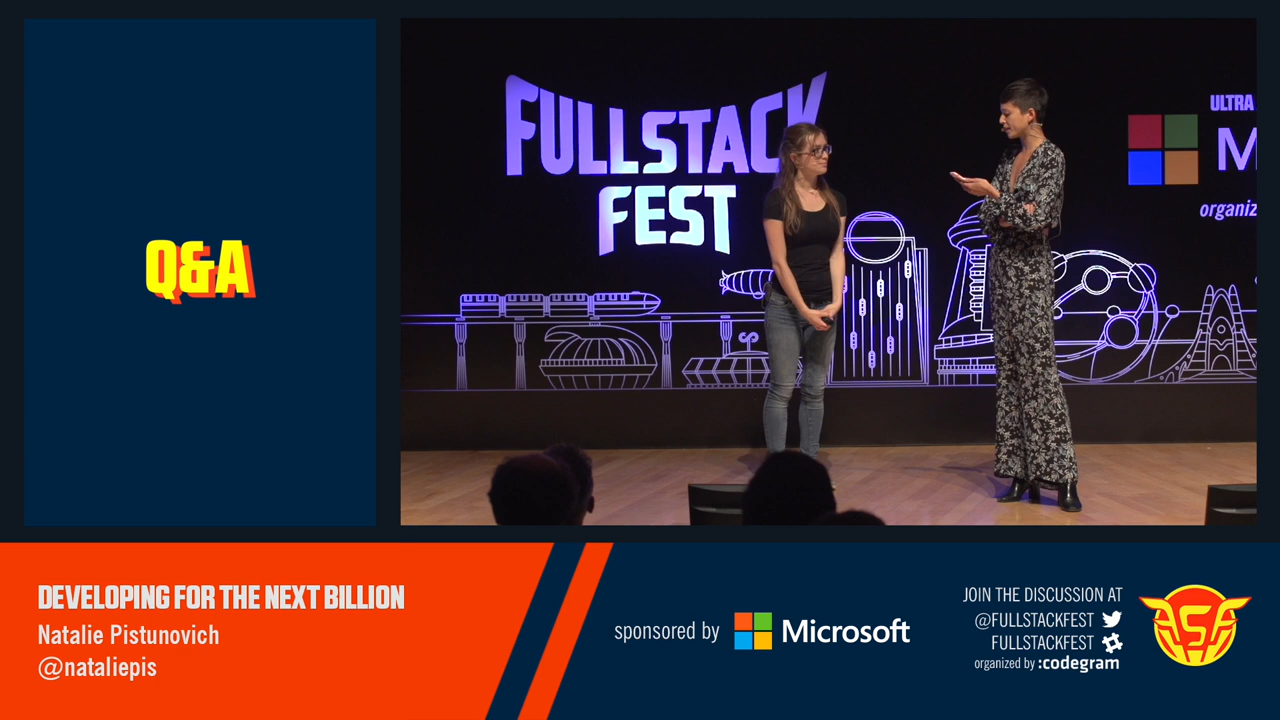 Q&A
FULLSTACK
FEST
ULTRA
M
organiz
DEVELOPING FOR THE NEXT BILLION
Natalie Pistunovich
@nataliepis
sponsored by Microsoft
JOIN THE DISCUSSION AT
@FULLSTACKFEST
FULLSTACKFEST
organized by :codegram
FSF